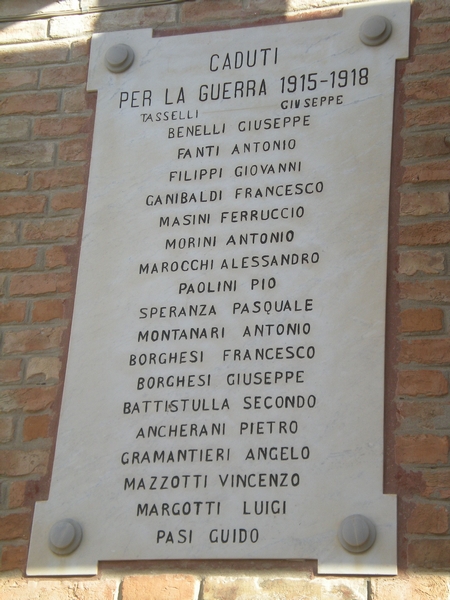 CADUTI
PER LA GUERRA 1915-1918
TASSELLI GIUSEPPE
BENELLI GIUSEPPE
FANTI ANTONIO
FILIPPI GIOVANNI
GANIBALDI FRANCESCO
MASINI FERRUCCIO
MORINI ANTONIO
MAROCCHI ALESSANDRO
PAOLINI PIO
SPERANZA PASQUALE
MONTANARI ANTONIO
BORGHESI FRANCESCO
BORGHESI GIUSEPPE
BATTISTULLA SECONDO
ANCHERANI PIETRO
GRAMANTIERI ANGELO
MAZZOTTI VINCENZO
MARGOTTI LUIGI
PASI GUIDO